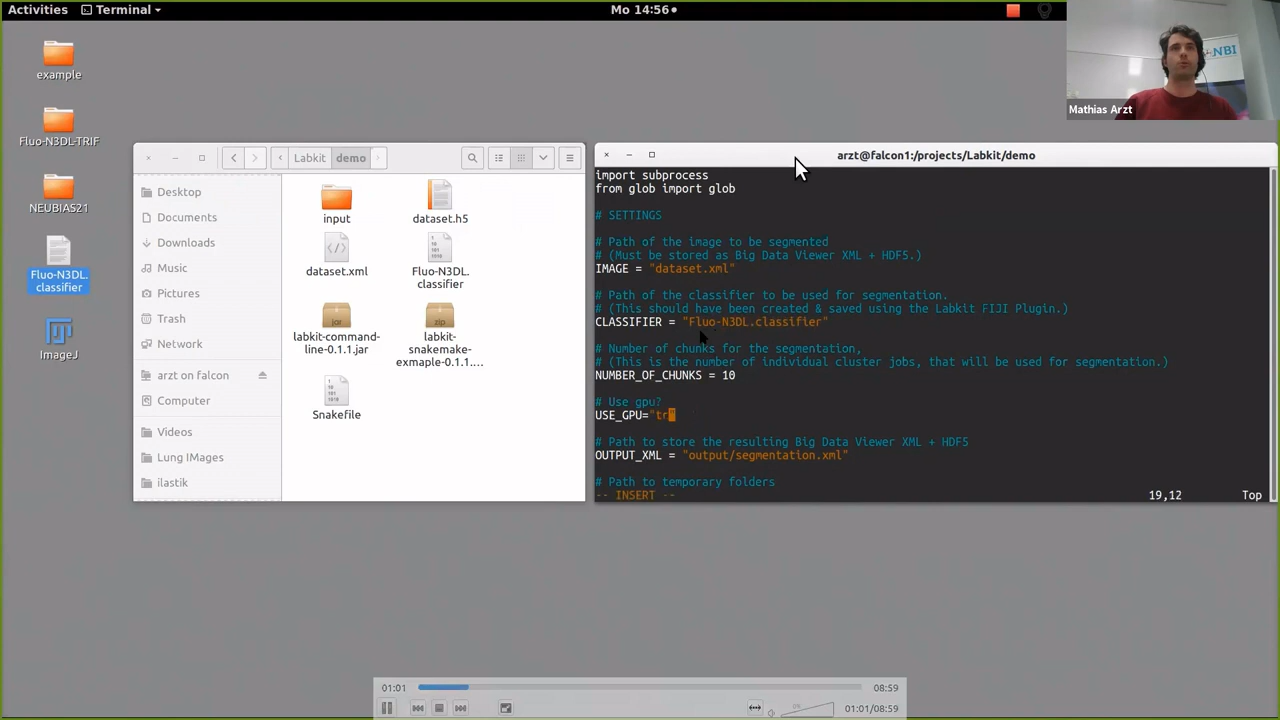 Activities
Terminal
Mo 14:56
NBI
Mathias Arzt
example
Fluo-N3DL-TRIF
NEUBIAS21
Fluo-N3DL.
classifier
ImageJ
Labkit
demo
Desktop
Documents
Downloads
Music
Pictures
Trash
Network
arzt on falcon
Computer
Videos
Lung IMages
ilastik
input
dataset.h5
dataset.xml
Fluo-N3DL.
classifier
labkit-command-
line-0.1.1.jar
labkit-
snakemake-
exmaple-0.1.1....
Snakefile
arzt@falcon1:/projects/Labkit/demo
import subprocess
from glob import glob
# SETTINGS
# Path of the image to be segmented
# (Must be stored as Big Data Viewer XML + HDF5.)
IMAGE = "dataset.xml"
# Path of the classifier to be used for segmentation.
# (This should have been created & saved using the Labkit FIJI Plugin.)
CLASSIFIER = "Fluo-N3DL.classifier"
# Number of chunks for the segmentation,
# (This is the number of individual cluster jobs, that will be used for segmentation.)
NUMBER_OF_CHUNKS = 10
# Use gpu?
USE_GPU="tr"
# Path to store the resulting Big Data Viewer XML + HDF5
OUTPUT_XML = "output/segmentation.xml"
# Path to temporary folders
-- INSERT --
19,12
Top
01:01
08:59
01:01/08:59